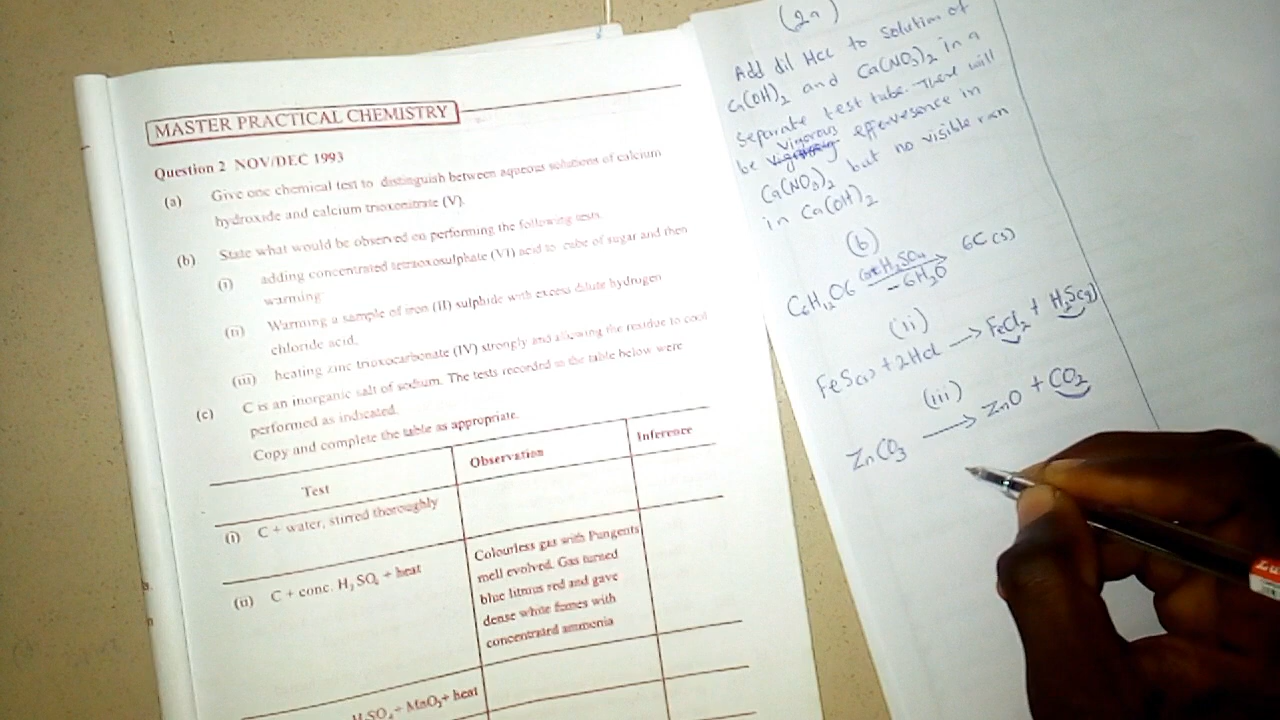 MASTER PRACTICAL CHEMISTRY
Question 2 NOV/DEC 1993
(a) Give one chemical test to distinguish between aqueous solutions of calcium
hydroxide and calcium trioxonitrate (V).
(b) State what would be observed on performing the following tests.
(i) adding concentrated tetraoxosulphate (VI) acid to cube of sugar and then
warming
(ii) Warming a sample of iron (II) sulphide with excess dilute hydrogen
chloride acid.
(iii) heating zinc trioxocarbonate (IV) strongly and allowing the residue to cool
(c) C is an inorganic salt of sodium. The tests recorded in the table below were
performed as indicated.
Copy and complete the table as appropriate.
Test Observation Inference
(i) C + water, stirred thoroughly
(ii) C + conc. H₂SO₄ + heat
Colourless gas with Pungents
mell evolved. Gas turned
blue litmus red and gave
dense white fumes with
concentrated ammonia
H₂SO₄ + MnO₂ + heat
(2a)
Add dil HCl to solution of
Ca(OH)₂ and Ca(NO₃)₂ in a
separate test tube. There will
vigorous
be effervesence in
Ca(NO₃)₂ but no visible rxn
in Ca(OH)₂
(b)
C₆H₁₂O₆ conH₂SO₄ → -6H₂O 6C(s)
(ii)
FeS(s) + 2HCl → FeCl₂ + H₂S(g)
(iii)
ZnCO₃ → ZnO + CO₂